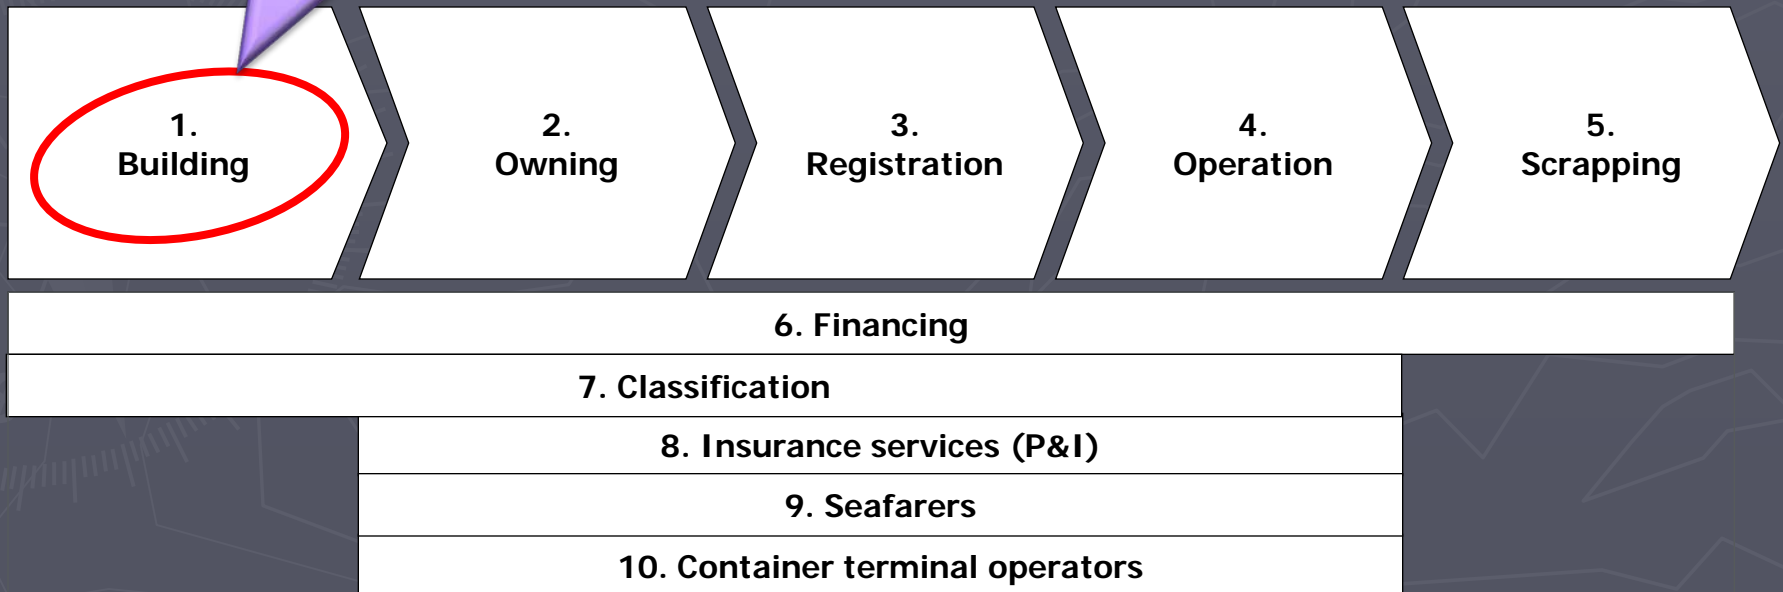 1.
Building
2.
Owning
3.
Registration
4.
Operation
5.
Scrapping
6. Financing
7. Classification
8. Insurance services (P&I)
9. Seafarers
10. Container terminal operators